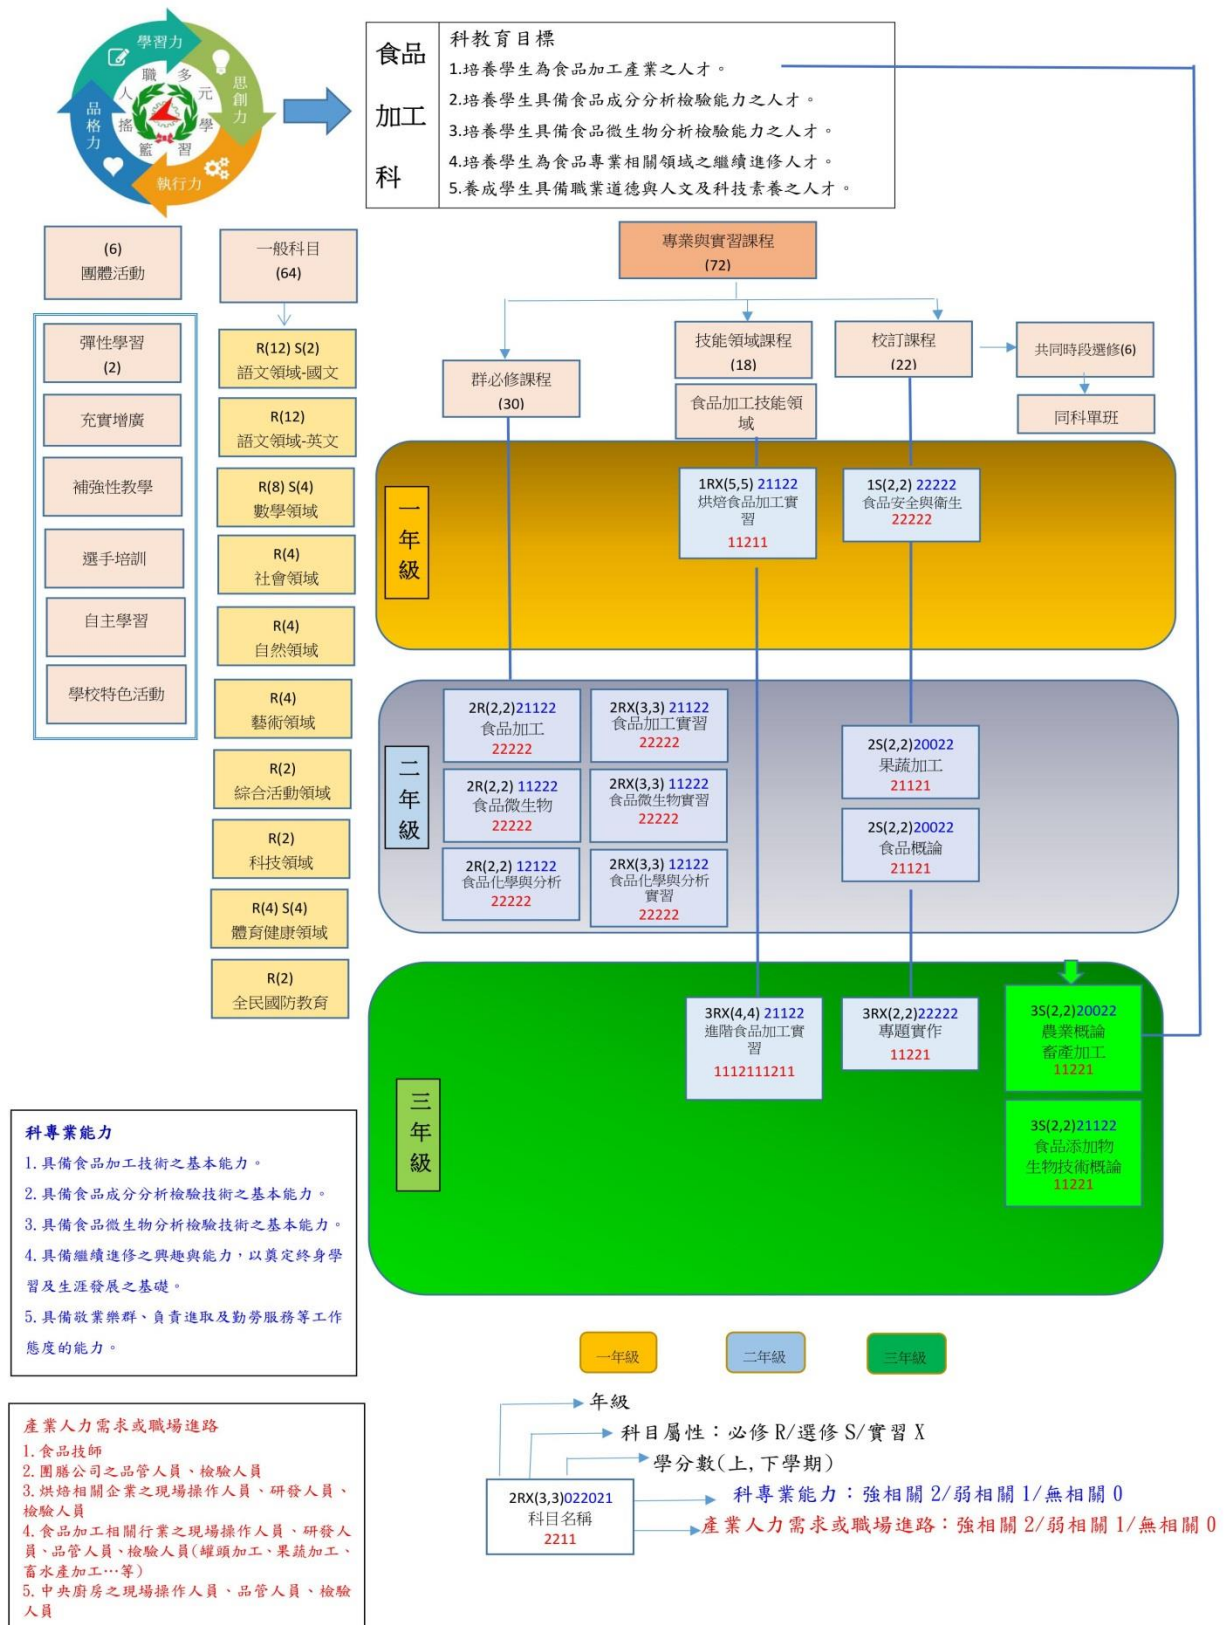 學習力
思創力
執行力
品格力
職 多
人 元
搖 學
籃 習
食品
加工
科
科教育目標
1.培養學生為食品加工產業之人才。
2.培養學生具備食品成分分析檢驗能力之人才。
3.培養學生具備食品微生物分析檢驗能力之人才。
4.培養學生為食品專業相關領域之繼續進修人才。
5.養成學生具備職業道德與人文及科技素養之人才。
(6)
團體活動
一般科目
(64)
專業與實習課程
(72)
彈性學習
(2)
充實增廣
補強性教學
選手培訓
自主學習
學校特色活動
R(12) S(2)
語文領域-國文
R(12)
語文領域-英文
R(8) S(4)
數學領域
R(4)
社會領域
R(4)
自然領域
R(4)
藝術領域
R(2)
綜合活動領域
R(2)
科技領域
R(4) S(4)
體育健康領域
R(2)
全民國防教育
群必修課程
(30)
技能領域課程
(18)
食品加工技能領
域
校訂課程
(22)
共同時段選修(6)
同科單班
一年級
1RX(5,5) 21122
烘焙食品加工實
習
11211
1S(2,2) 22222
食品安全與衛生
22222
二年級
2R(2,2)21122
食品加工
22222
2RX(3,3) 21122
食品加工實習
22222
2R(2,2) 11222
食品微生物
22222
2RX(3,3) 11222
食品微生物實習
22222
2R(2,2) 12122
食品化學與分析
22222
2RX(3,3) 12122
食品化學與分析
實習
22222
2S(2,2)20022
果蔬加工
21121
2S(2,2)20022
食品概論
21121
三年級
3RX(4,4) 21122
進階食品加工實
習
1112111211
3RX(2,2)22222
專題實作
11221
3S(2,2)20022
農業概論
畜產加工
11221
3S(2,2)21122
食品添加物
生物技術概論
11221
科專業能力
1.具備食品加工技術之基本能力。
2.具備食品成分分析檢驗技術之基本能力。
3.具備食品微生物分析檢驗技術之基本能力。
4.具備繼續進修之興趣與能力，以奠定終身學
習及生涯發展之基礎。
5.具備敬業樂群、負責進取及勤勞服務等工作
態度的能力。
產業人力需求或職場進路
1.食品技師
2.團膳公司之品管人員、檢驗人員
3.烘焙相關企業之現場操作人員、研發人員、
檢驗人員
4.食品加工相關行業之現場操作人員、研發人
員、品管人員、檢驗人員(罐頭加工、果蔬加工、
畜水產加工…等)
5.中央廚房之現場操作人員、品管人員、檢驗
人員
一年級
二年級
三年級
年級
科目屬性：必修 R/選修 S/實習 X
學分數(上,下學期)
2RX(3,3)022021
科目名稱
2211
科專業能力：強相關 2/弱相關 1/無相關 0
產業人力需求或職場進路：強相關 2/弱相關 1/無相關 0